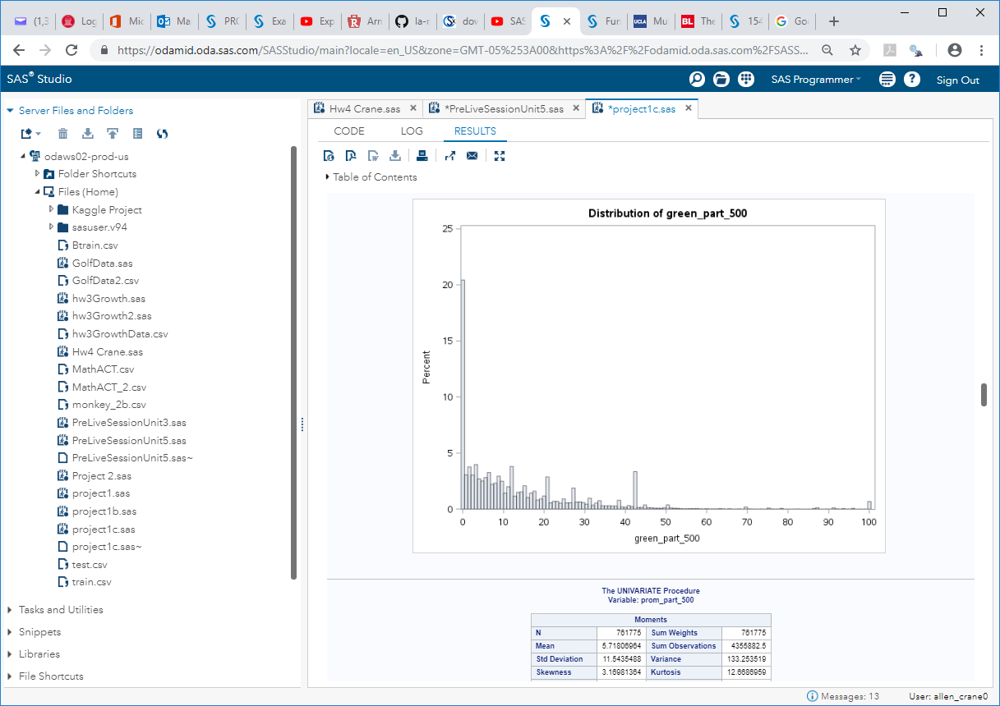 (1,3
Log
Mic
Ma
PRO
Exa
Exp
Arn
la-r
dov
SAS
Fur
UCLA Mu
BL The
154
Goo
https://odamid.oda.sas.com/SASStudio/main?locale=en_US&zone=GMT-05%253A00&https%3A%2F%2Fodamid.oda.sas.com%2FSASS...
SAS® Studio
SAS Programmer
Sign Out
Server Files and Folders
odaws02-prod-us
Folder Shortcuts
Files (Home)
Kaggle Project
sasuser.v94
Btrain.csv
GolfData.sas
GolfData2.csv
hw3Growth.sas
hw3Growth2.sas
hw3GrowthData.csv
Hw4 Crane.sas
MathACT.csv
MathACT_2.csv
monkey_2b.csv
PreLiveSessionUnit3.sas
PreLiveSessionUnit5.sas
PreLiveSessionUnit5.sas~
Project 2.sas
project1.sas
project1b.sas
project1c.sas
project1c.sas~
test.csv
train.csv
Tasks and Utilities
Snippets
Libraries
File Shortcuts
Hw4 Crane.sas
*PreLiveSessionUnit5.sas
*project1c.sas
CODE LOG RESULTS
Table of Contents
Distribution of green_part_500
25
20
15
10
5
0
Percent
0 10 20 30 40 50 60 70 80 90 100
green_part_500
The UNIVARIATE Procedure
Variable: prom_part_500
Moments
N 761775 Sum Weights 761775
Mean 5.71806964 Sum Observations 4355882.5
Std Deviation 11.5435488 Variance 133.253519
Skewness 3.16981364 Kurtosis 12.6686959
Messages: 13
User: allen_crane0